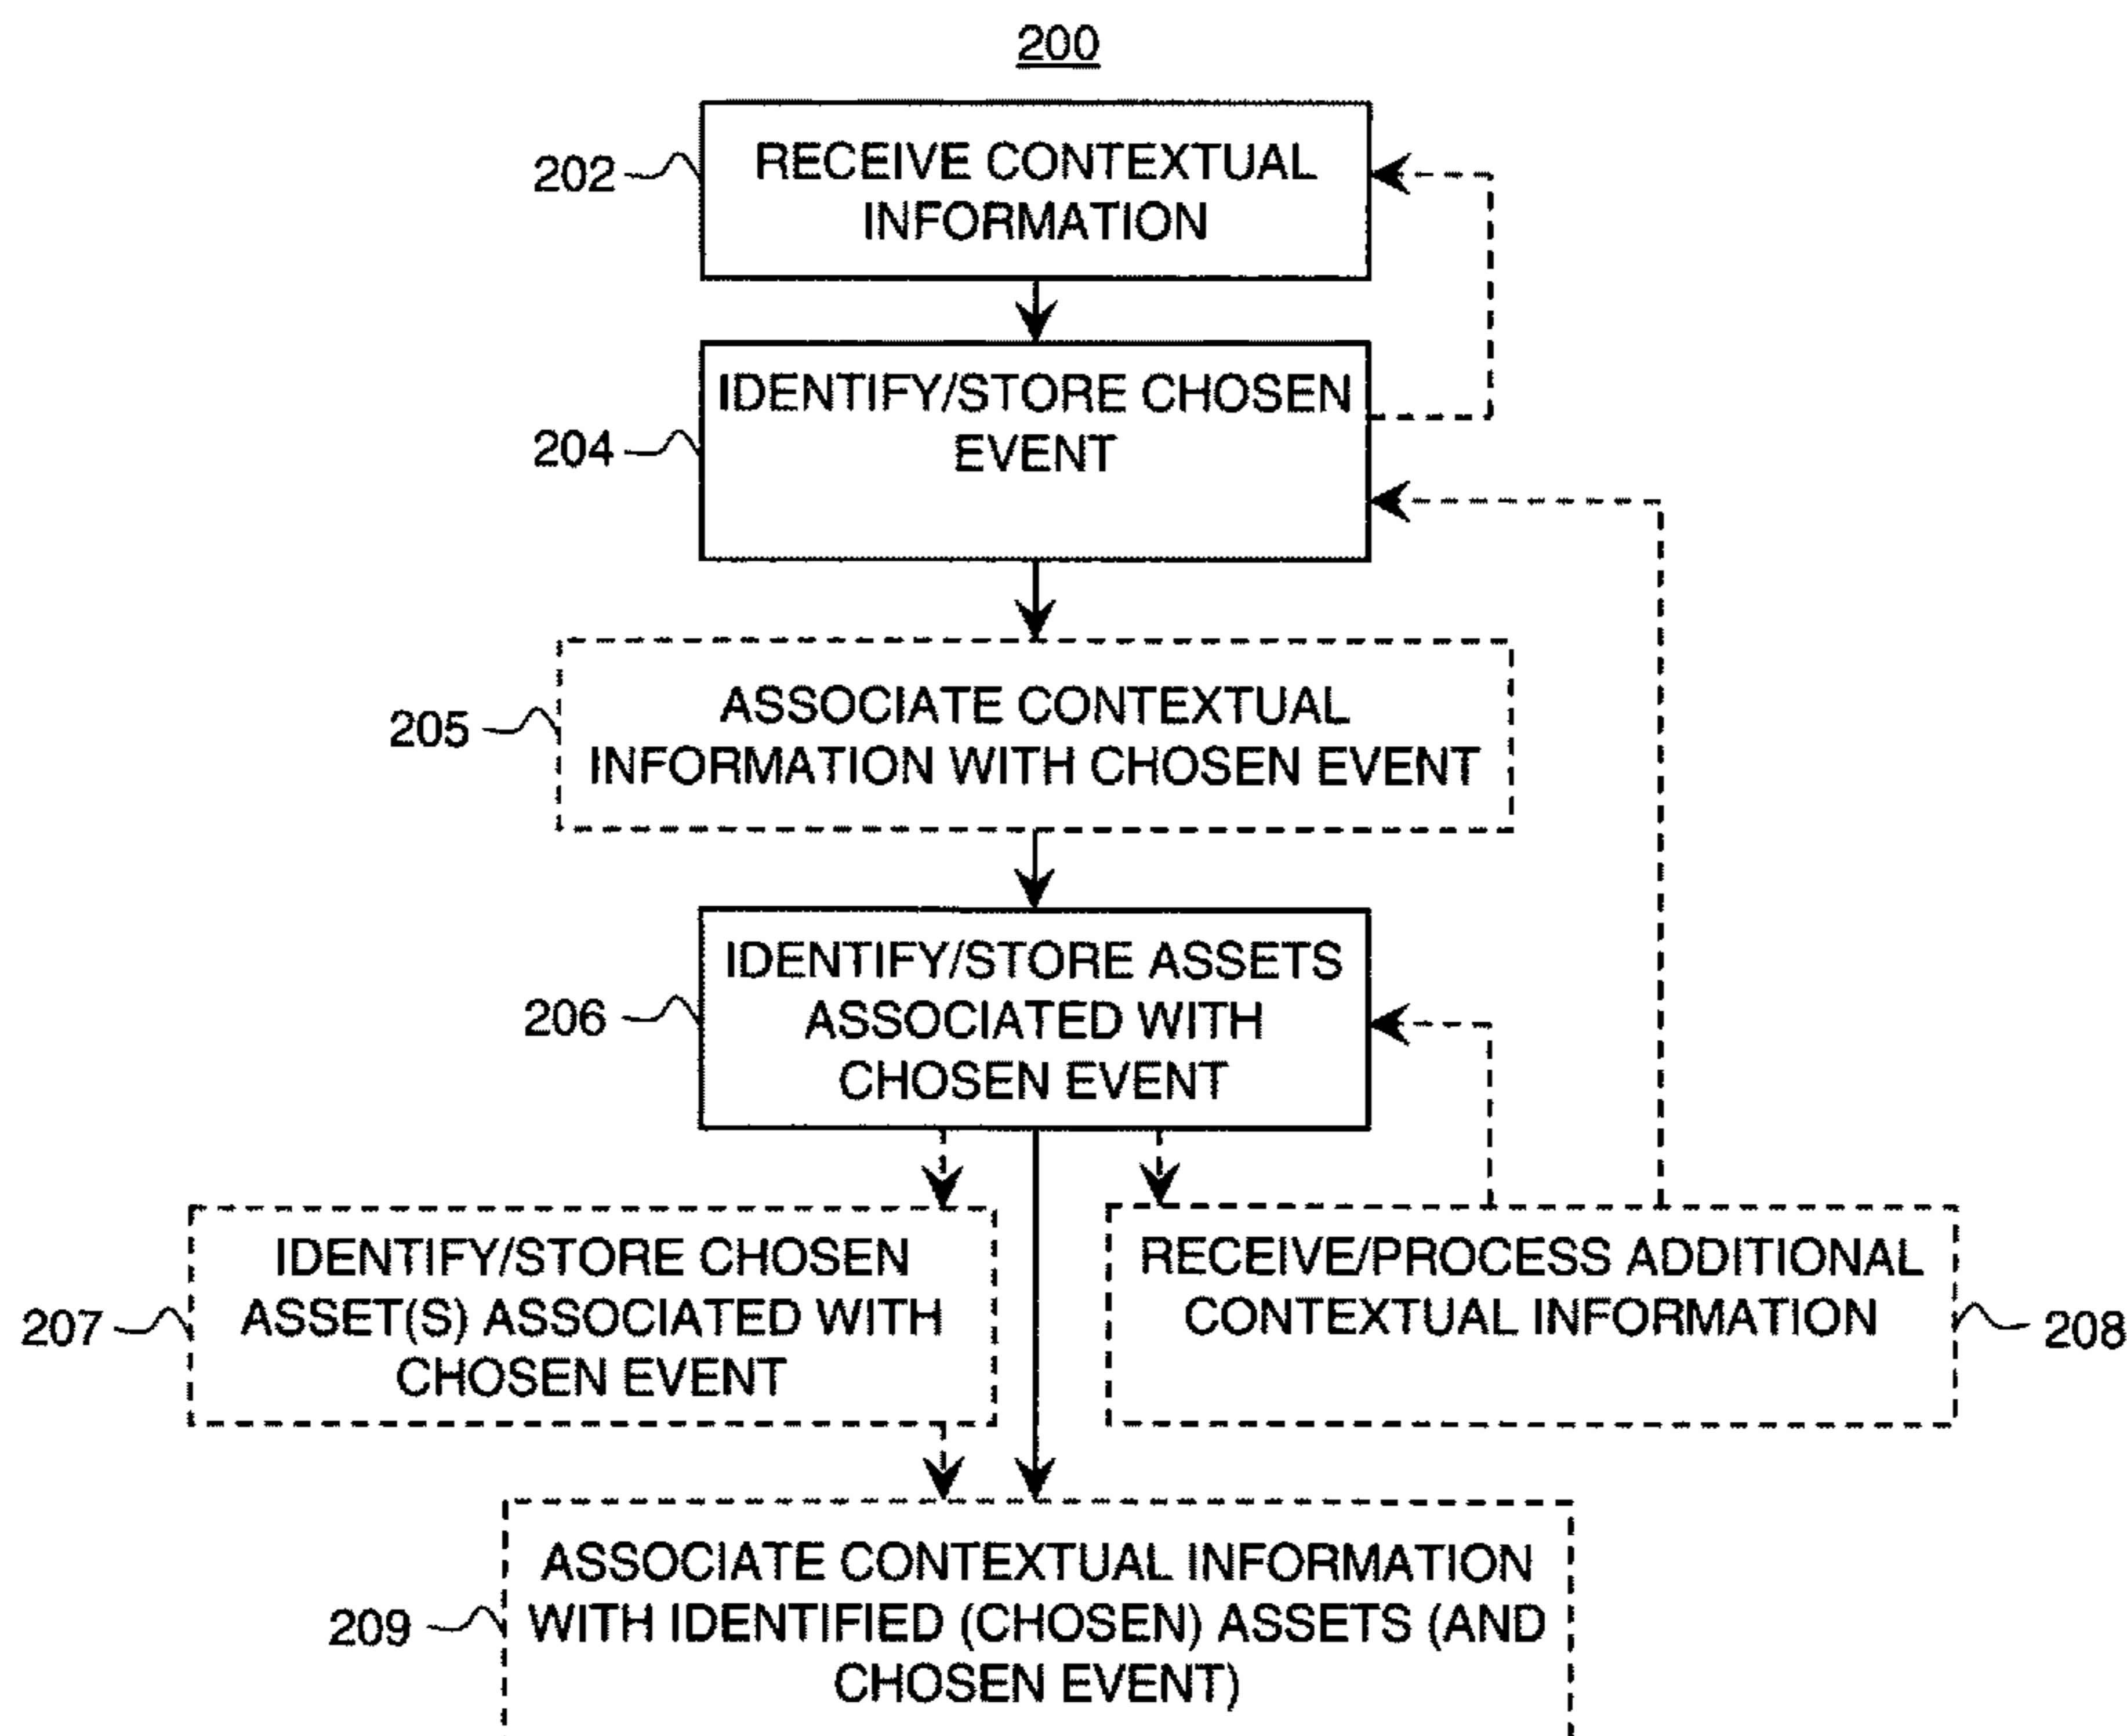 200
202
RECEIVE CONTEXTUAL
INFORMATION
204
IDENTIFY/STORE CHOSEN
EVENT
205
ASSOCIATE CONTEXTUAL
INFORMATION WITH CHOSEN EVENT
206
IDENTIFY/STORE ASSETS
ASSOCIATED WITH
CHOSEN EVENT
207
IDENTIFY/STORE CHOSEN
ASSET(S) ASSOCIATED WITH
CHOSEN EVENT
RECEIVE/PROCESS ADDITIONAL
CONTEXTUAL INFORMATION
208
209
ASSOCIATE CONTEXTUAL INFORMATION
WITH IDENTIFIED (CHOSEN) ASSETS (AND
CHOSEN EVENT)